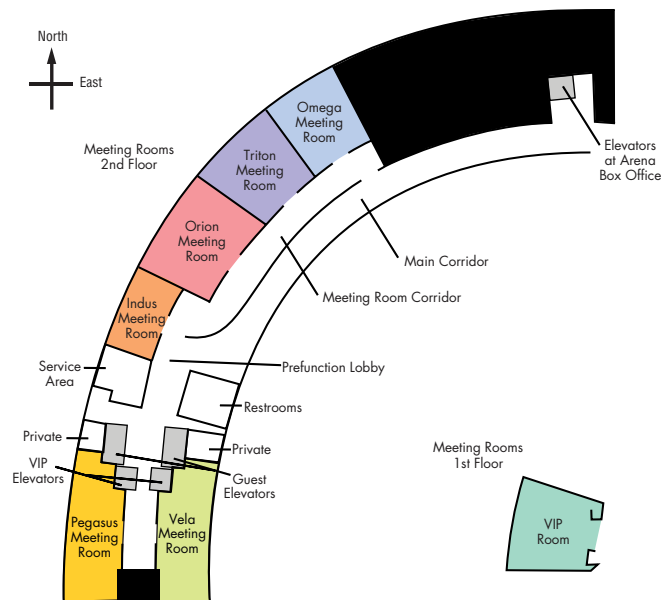 North
East
Meeting Rooms
2nd Floor
Omega
Meeting
Room
Triton
Meeting
Room
Elevators
at Arena
Box Office
Orion
Meeting
Room
Main Corridor
Meeting Room Corridor
Indus
Meeting
Room
Service
Area
Prefunction Lobby
Restrooms
Private
Private
VIP
Elevators
Guest
Elevators
Meeting Rooms
1st Floor
Pegasus
Meeting
Room
Vela
Meeting
Room
VIP
Room